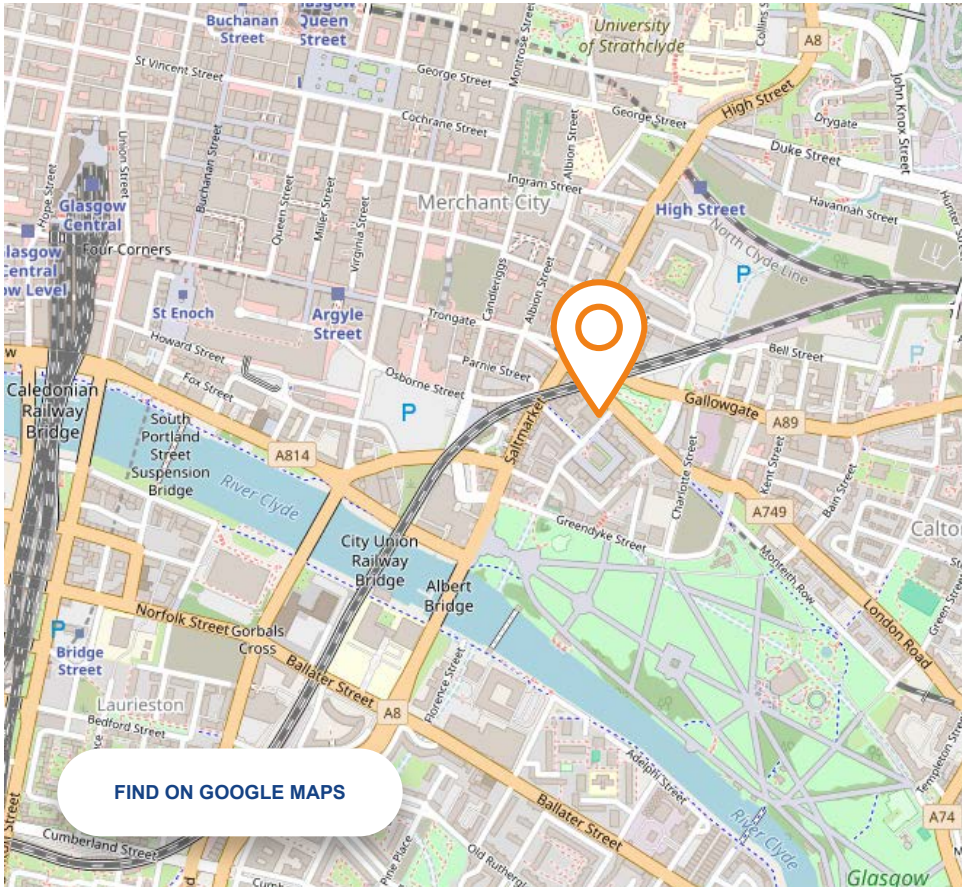 Buchanan
Street
Glasgow
Queen
Street
University
of Strathclyde
A8
Montrose Street
John Knox Street
St Vincent Street
George Street
High Street
Cochrane Street
George Street
Drygate
Albion Street
Duke Street
Union Street
Hope Street
Buchanan Street
Queen Street
Miller Street
Virginia Street
Ingram Street
Merchant City
High Street
Havannah Street
Glasgow
Central
Four Corners
North Clyde Line
P
St Enoch
Argyle
Street
Candleriggs
Albion Street
Trongate
Howard Street
Parnie Street
Bell Street
P
Fox Street
Osborne Street
P
Caledonian
Railway
Bridge
Gallowgate
A89
South
Portland
Street
Suspension
Bridge
A814
Saltmarket
Charlotte Street
Kent Street
Bain Street
River Clyde
A749
Greendyke Street
Calto
City Union
Railway
Bridge
Albert
Bridge
Monteith Row
London Road
Green Street
Norfolk Street
Gorbals
Cross
P
Bridge
Street
Ballater Street
Florence Street
Laurieston
Bedford Street
A8
Adelphi Street
Templeton Street
FIND ON GOOGLE MAPS
Ballater Street
River Clyde
A74
Cumberland Street
Pine Place
Old Rutherg
Glasgow